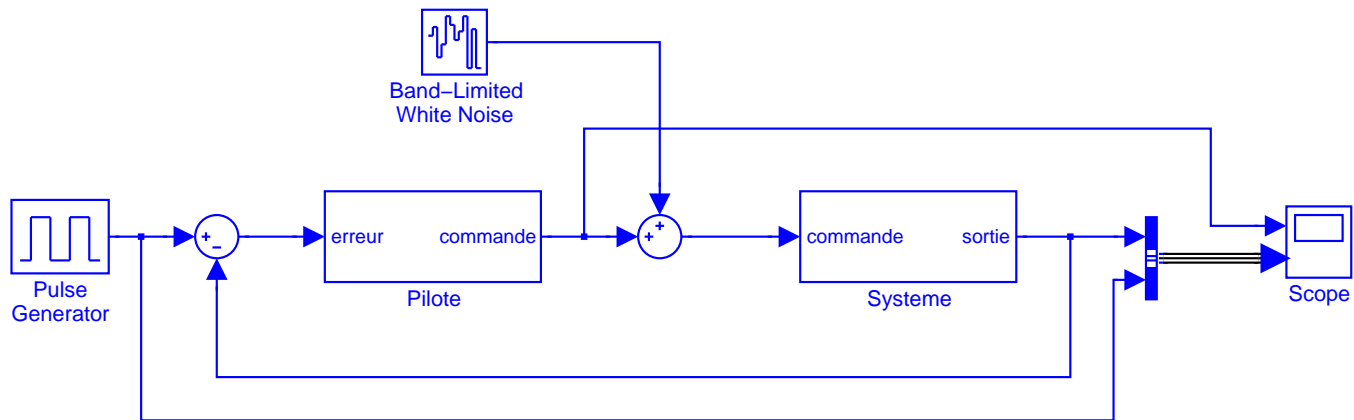 Band−Limited
White Noise
erreur
commande
commande
sortie
Pulse
Generator
Pilote
Systeme
Scope